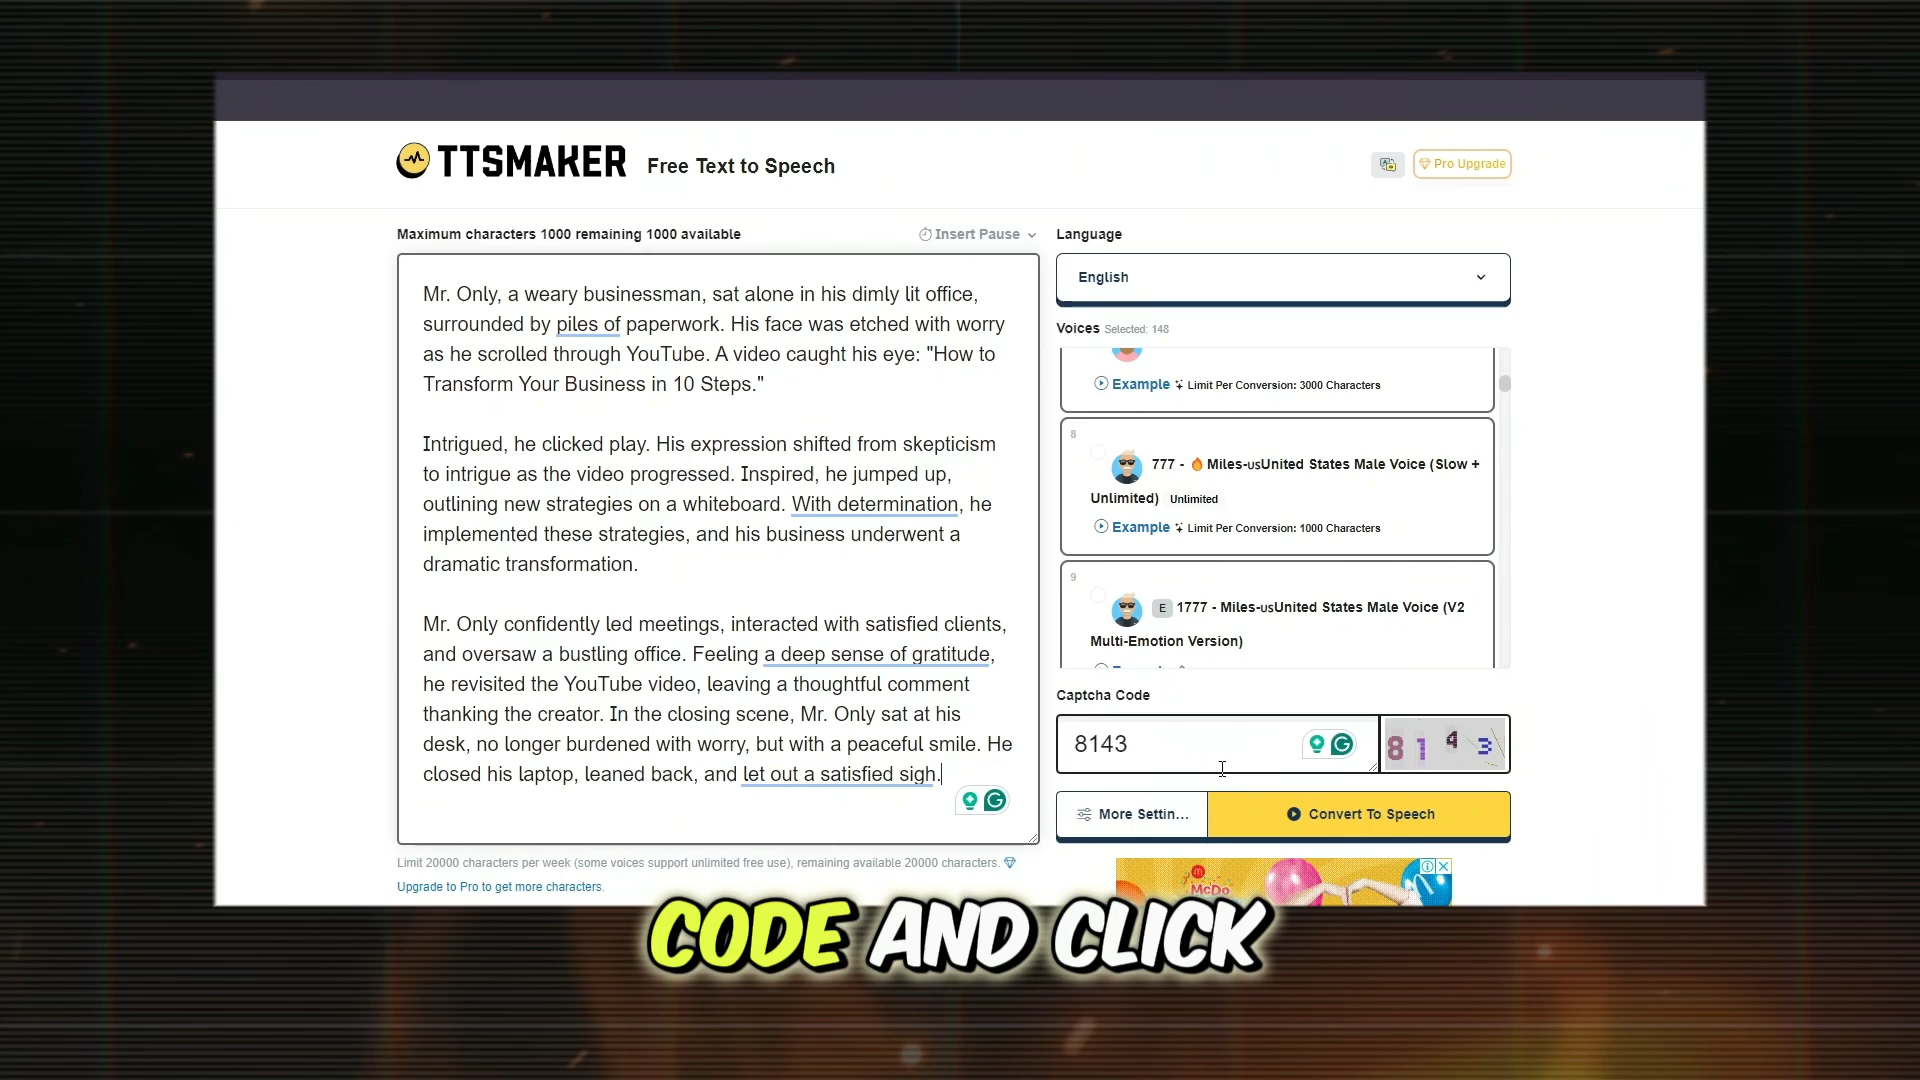 TTSMAKER Free Text to Speech
Pro Upgrade
Maximum characters 1000 remaining 1000 available
Insert Pause
Mr. Only, a weary businessman, sat alone in his dimly lit office,
surrounded by piles of paperwork. His face was etched with worry
as he scrolled through YouTube. A video caught his eye: "How to
Transform Your Business in 10 Steps."
Intrigued, he clicked play. His expression shifted from skepticism
to intrigue as the video progressed. Inspired, he jumped up,
outlining new strategies on a whiteboard. With determination, he
implemented these strategies, and his business underwent a
dramatic transformation.
Mr. Only confidently led meetings, interacted with satisfied clients,
and oversaw a bustling office. Feeling a deep sense of gratitude,
he revisited the YouTube video, leaving a thoughtful comment
thanking the creator. In the closing scene, Mr. Only sat at his
desk, no longer burdened with worry, but with a peaceful smile. He
closed his laptop, leaned back, and let out a satisfied sigh.
Limit 20000 characters per week (some voices support unlimited free use), remaining available 20000 characters.
Upgrade to Pro to get more characters.
Language
English
Voices Selected: 148
Example Limit Per Conversion: 3000 Characters
8
777 - Miles-usUnited States Male Voice (Slow +
Unlimited) Unlimited
Example Limit Per Conversion: 1000 Characters
9
E 1777 - Miles-usUnited States Male Voice (V2
Multi-Emotion Version)
Captcha Code
8143
8 1 4 3
More Settin...
Convert To Speech
McDo
CODE AND CLICK